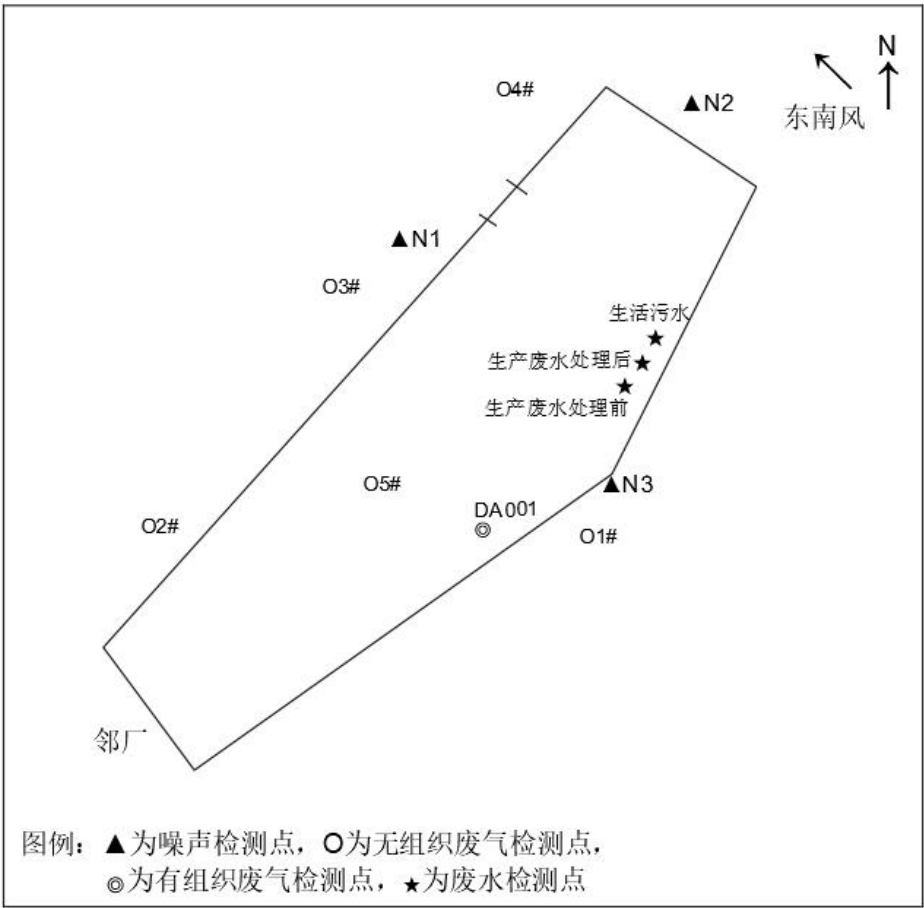 N
O4#
▲N2
东南风
▲N1
O3#
生活污水
★
生产废水处理后★
★
生产废水处理前
O5#
▲N3
DA001
◎
O1#
O2#
邻厂
图例：▲为噪声检测点，O为无组织废气检测点，
◎为有组织废气检测点，★为废水检测点